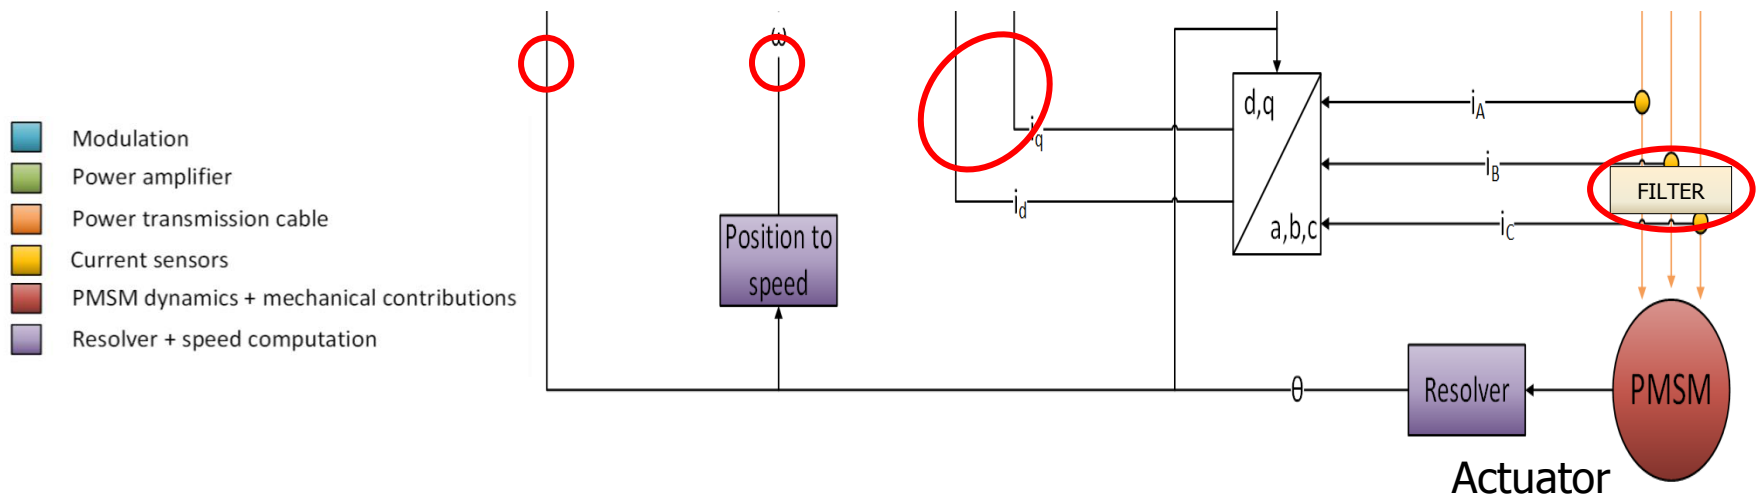 Modulation
Power amplifier
Power transmission cable
Current sensors
PMSM dynamics + mechanical contributions
Resolver + speed computation
ω
Position to
speed
iq
id
d,q
a,b,c
iA
iB
iC
FILTER
θ
Resolver
PMSM
Actuator